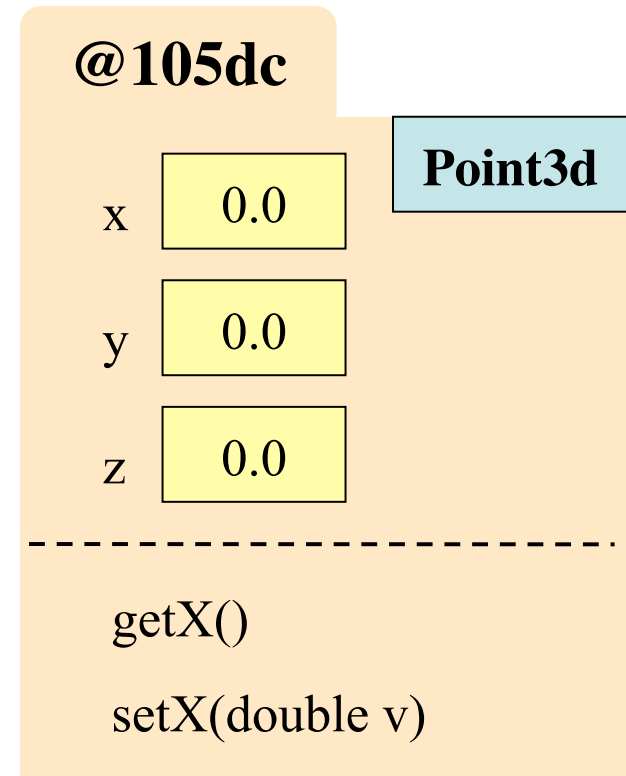 @105dc
Point3d
x 0.0
y 0.0
z 0.0
getX()
setX(double v)